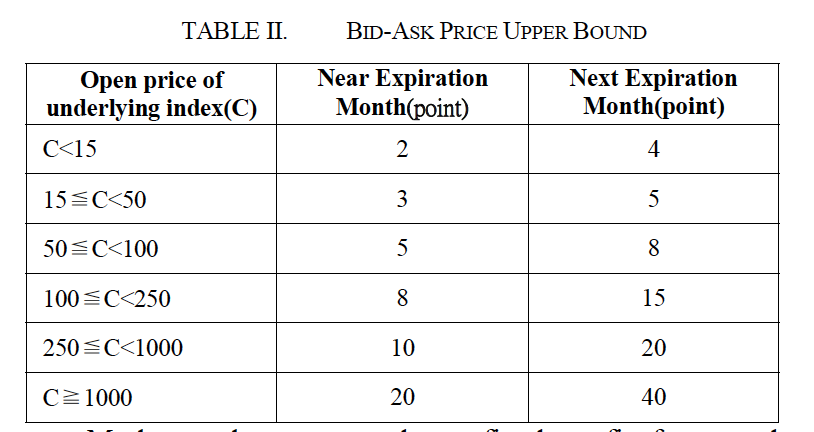 TABLE II. BID-ASK PRICE UPPER BOUND
Open price of underlying index(C) Near Expiration Month(point) Next Expiration Month(point)
C<15 2 4
15≦C<50 3 5
50≦C<100 5 8
100≦C<250 8 15
250≦C<1000 10 20
C≧1000 20 40